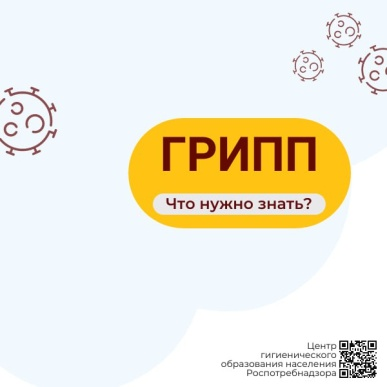 ГРИПП
Что нужно знать?
Центр
гигиенического
образования населения
Роспотребнадзора